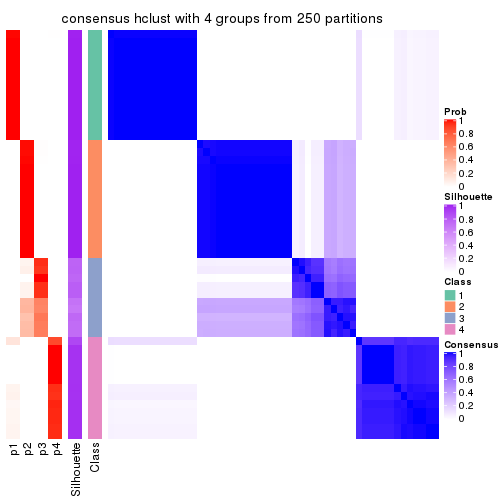 consensus hclust with 4 groups from 250 partitions
Prob
1
0.8
0.6
0.4
0.2
0
Silhouette
1
0.8
0.6
0.4
0.2
0
Class
1
2
3
4
Consensus
1
0.8
0.6
0.4
0.2
0
p1
p2
p3
p4
Silhouette
Class